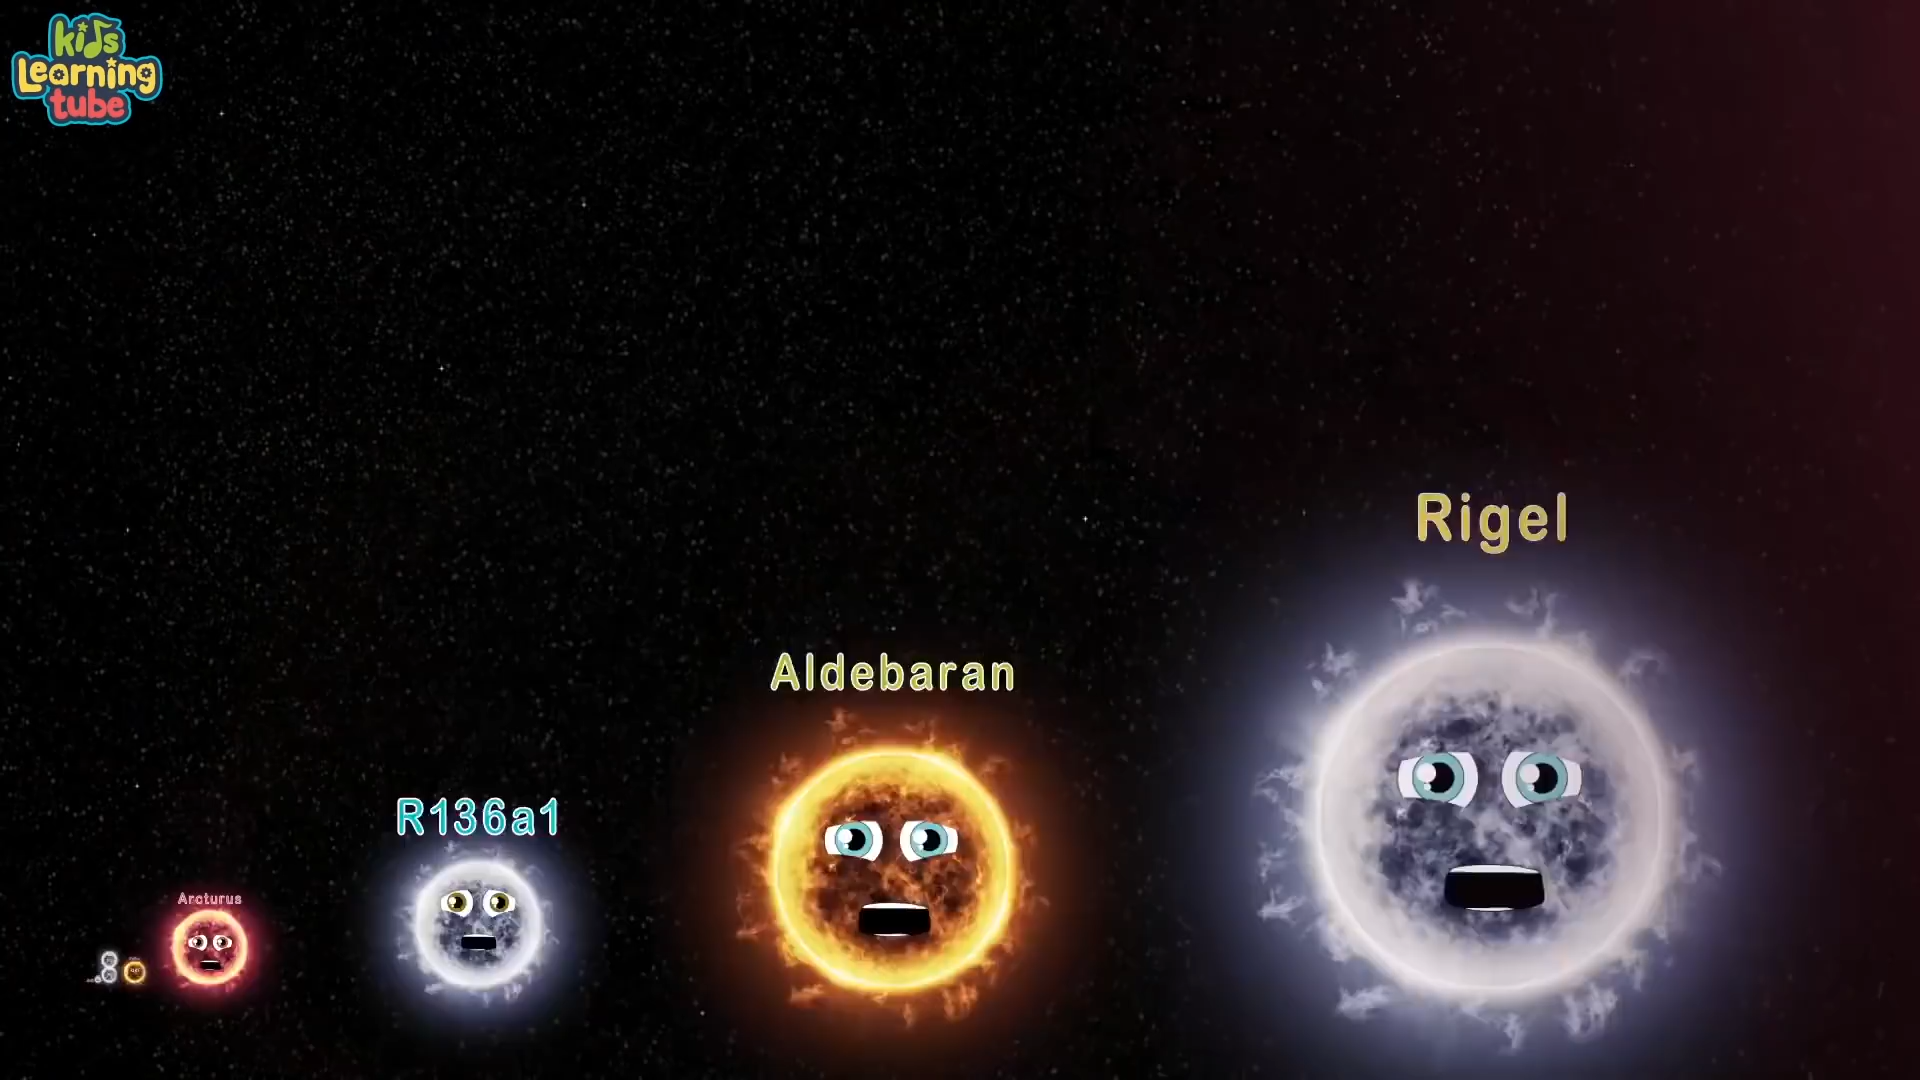 kids
Learning
tube
Rigel
Aldebaran
R136a1
Arcturus